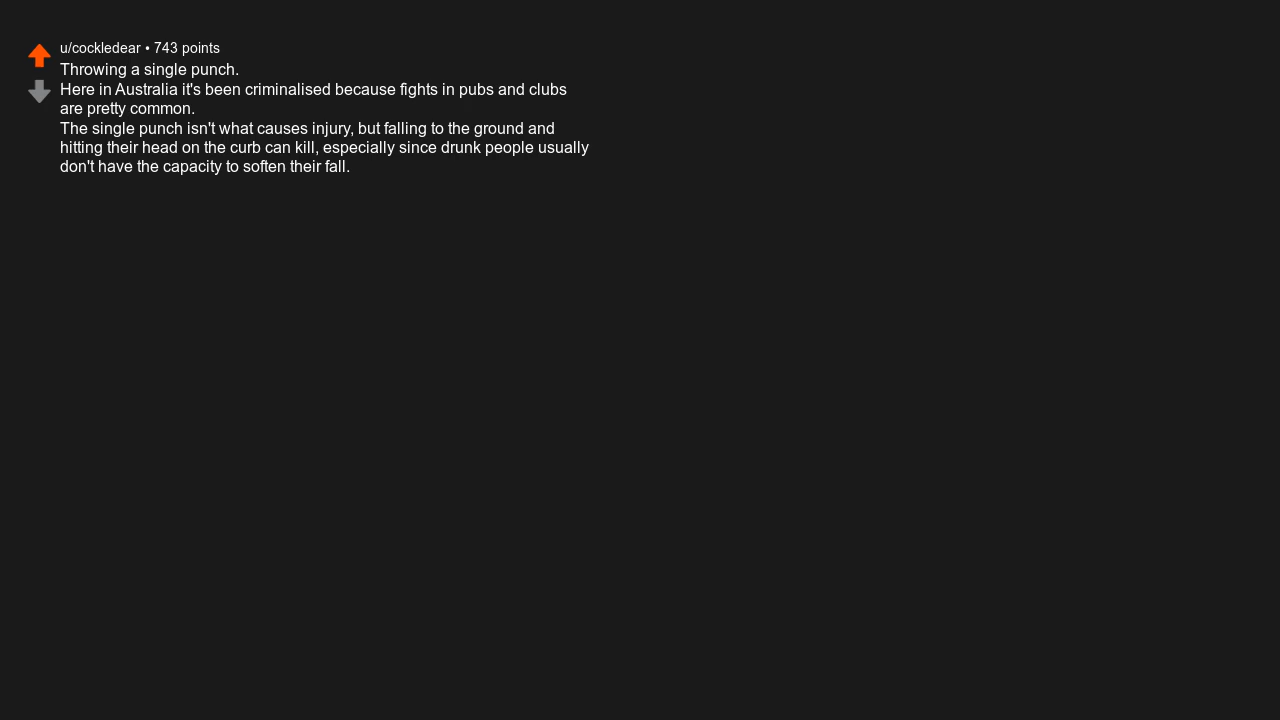 u/cockledear • 743 points
Throwing a single punch.
Here in Australia it's been criminalised because fights in pubs and clubs
are pretty common.
The single punch isn't what causes injury, but falling to the ground and
hitting their head on the curb can kill, especially since drunk people usually
don't have the capacity to soften their fall.